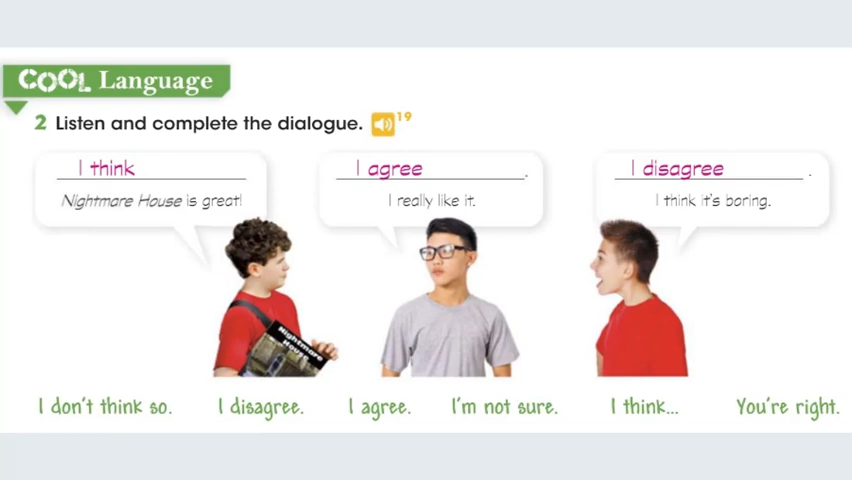 COOL Language
2 Listen and complete the dialogue. 19
I think
Nightmare House is great!
I agree.
I really like it.
I disagree.
I think it's boring.
Nightmare
House
I don't think so. I disagree. I agree. I'm not sure. I think... You're right.